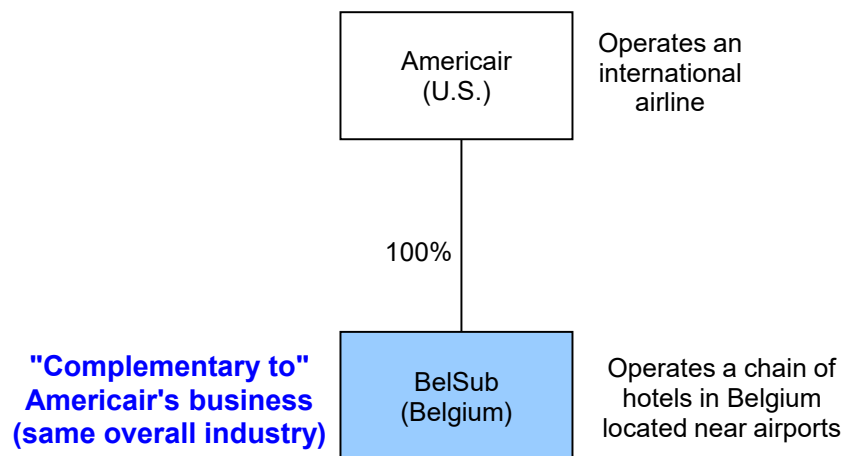 Americair
(U.S.)
Operates an
international
airline
100%
"Complementary to"
Americair's business
(same overall industry)
BelSub
(Belgium)
Operates a chain of
hotels in Belgium
located near airports